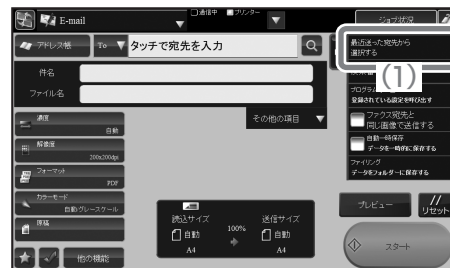 E-mail
通信中 プリンター
ジョブ状況
アドレス帳 To タッチで宛先を入力
最近送った宛先から
選択する
(1)
件名
ファイル名
プログラム
登録されている設定を呼び出す
その他の項目
ファクス宛先と
同じ画像で送信する
自動一時保存
データを一時的に保存する
ファイリング
データをフォルダーに保存する
濃度
自動
解像度
200x200dpi
フォーマット
PDF
カラーモード
自動/グレースケール
原稿
他の機能
読込サイズ 100% 送信サイズ
自動 自動
A4 A4
プレビュー リセット
スタート